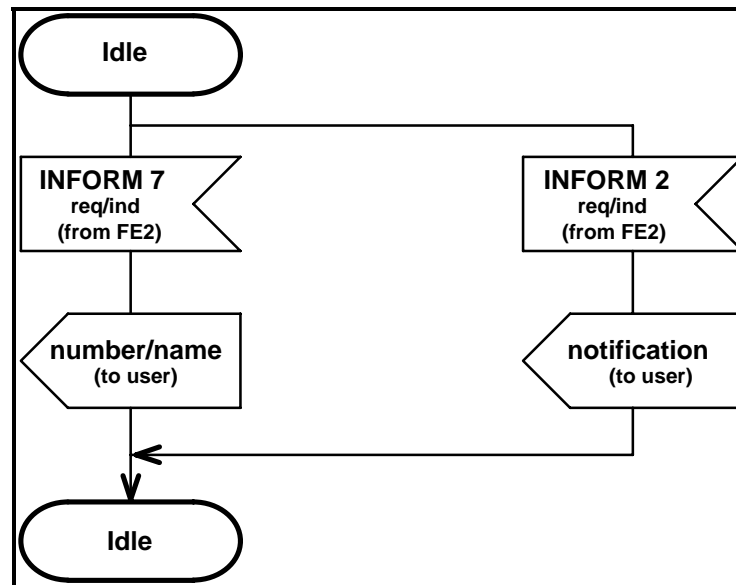 Idle
INFORM 7
req/ind
(from FE2)
INFORM 2
req/ind
(from FE2)
number/name
(to user)
notification
(to user)
Idle